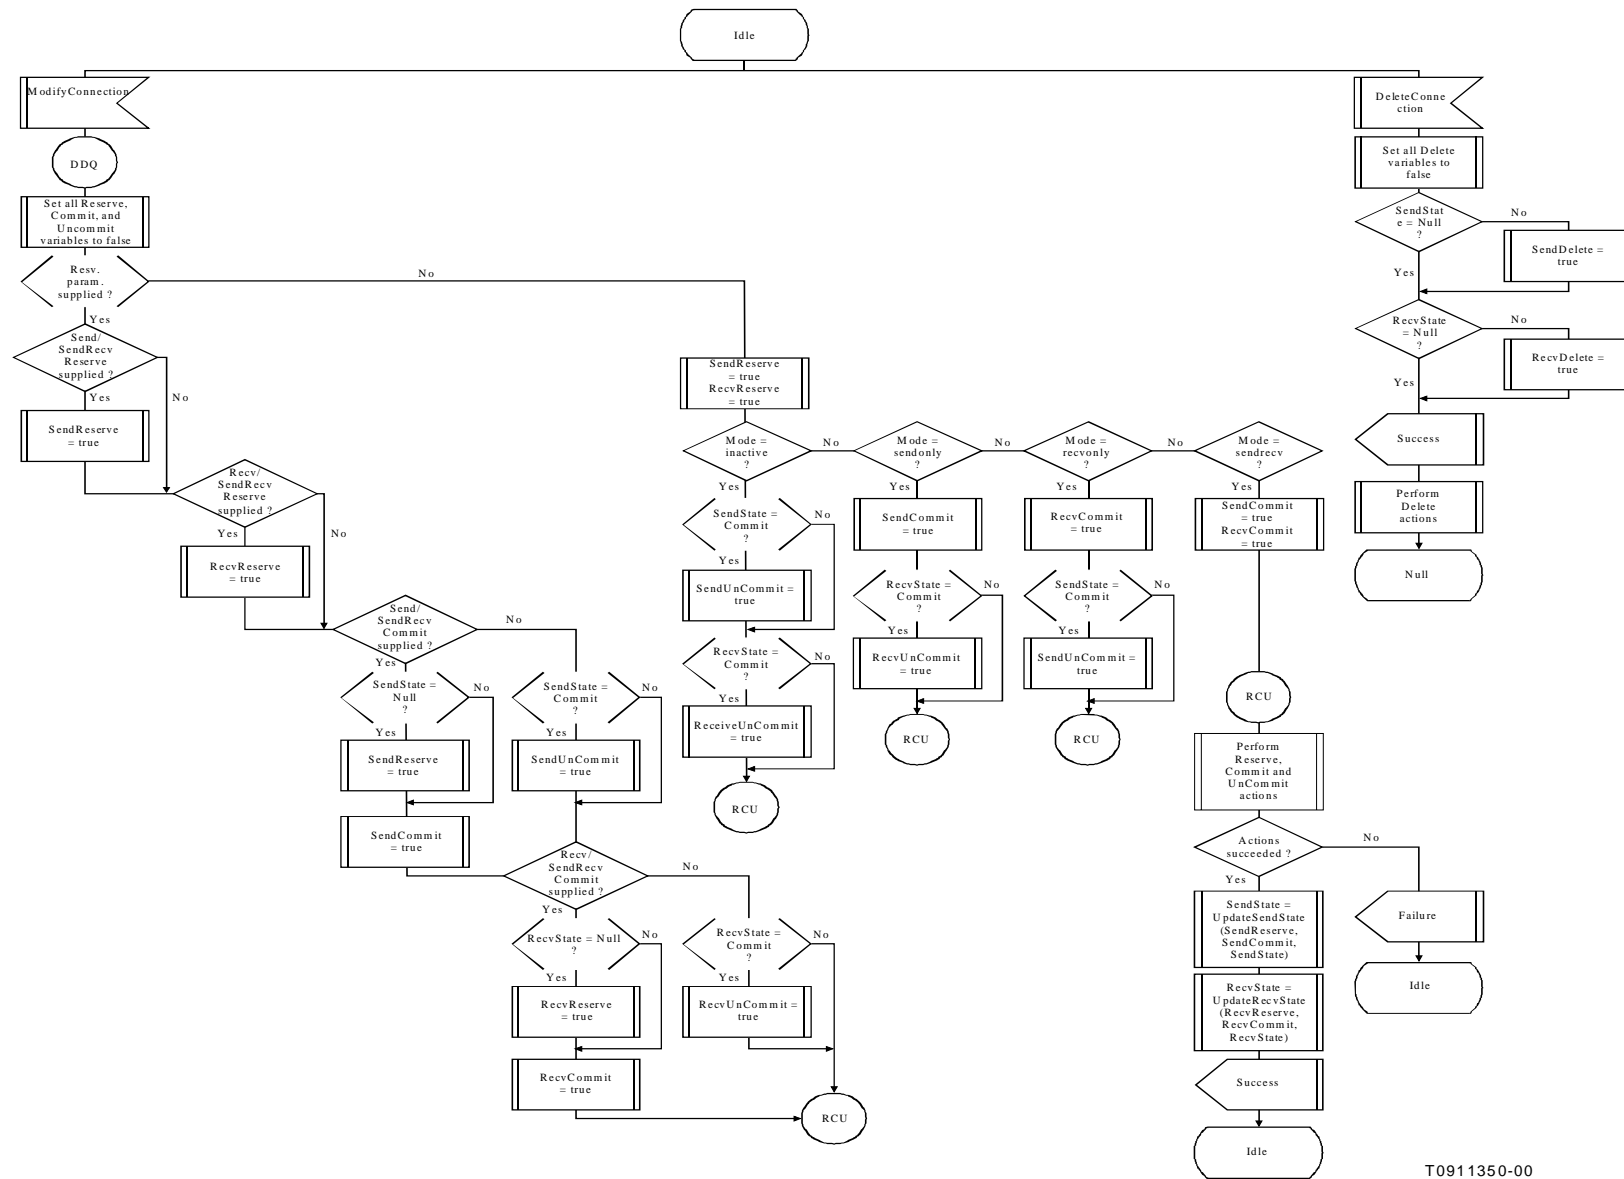 Idle
ModifyConnection
DDQ
Set all Reserve,
Commit, and
Uncommit
variables to false
Resv.
param.
supplied ?
No
Yes
Send/
SendRecv
Reserve
supplied ?
No
Yes
SendReserve
= true
Recv/
SendRecv
Reserve
supplied ?
No
Yes
RecvReserve
= true
Send/
SendRecv
Commit
supplied ?
No
Yes
SendState =
Null
?
No
Yes
SendReserve
= true
SendCommit
= true
SendState =
Commit
?
No
Yes
SendUnCommit
= true
Recv/
SendRecv
Commit
supplied ?
No
Yes
RecvState = Null
?
No
Yes
RecvReserve
= true
RecvCommit
= true
RecvState =
Commit
?
No
Yes
RecvUnCommit =
true
RCU
SendReserve
= true
RecvReserve
= true
Mode =
inactive
?
No
Yes
SendState =
Commit
?
No
Yes
SendUnCommit =
true
RecvState =
Commit
?
No
Yes
ReceiveUnCommit
= true
RCU
Mode =
sendonly
?
No
Yes
SendCommit
= true
RecvState =
Commit
?
No
Yes
RecvUnCommit
= true
RCU
Mode =
recvonly
?
No
Yes
RecvCommit
= true
SendState =
Commit
?
No
Yes
SendUnCommit=
true
RCU
Mode =
sendrecv
?
Yes
SendCommit
= true
RecvCommit
= true
RCU
Perform
Reserve,
Commit and
UnCommit
actions
Actions
succeeded ?
No
Yes
SendState =
UpdateSendState
(SendReserve,
SendCommit,
SendState)
RecvState =
UpdateRecvState
(RecvReserve,
RecvCommit,
RecvState)
Success
Idle
Failure
Idle
DeleteConne
ction
Set all Delete
variables to
false
SendStat
e = Null
?
No
SendDelete =
true
Yes
RecvState
= Null
?
No
RecvDelete =
true
Yes
Success
Perform
Delete
actions
Null
T0911350-00